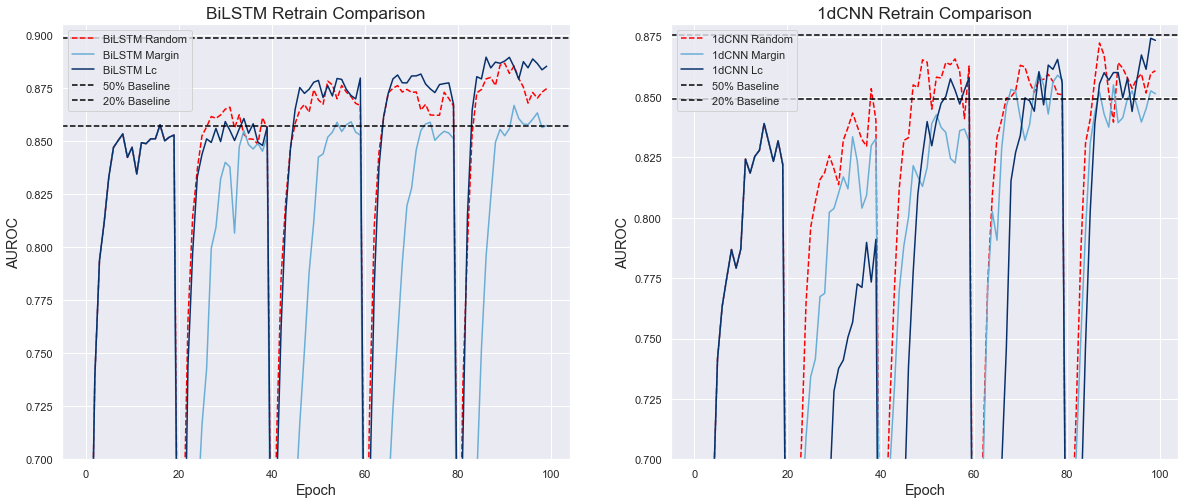 BiLSTM Retrain Comparison
0.900
0.875
0.850
0.825
0.800
0.775
0.750
0.725
0.700
AUROC
BiLSTM Random
BiLSTM Margin
BiLSTM Lc
50% Baseline
20% Baseline
0
20
40
60
80
100
Epoch
1dCNN Retrain Comparison
0.875
0.850
0.825
0.800
0.775
0.750
0.725
0.700
AUROC
1dCNN Random
1dCNN Margin
1dCNN Lc
50% Baseline
20% Baseline
0
20
40
60
80
100
Epoch